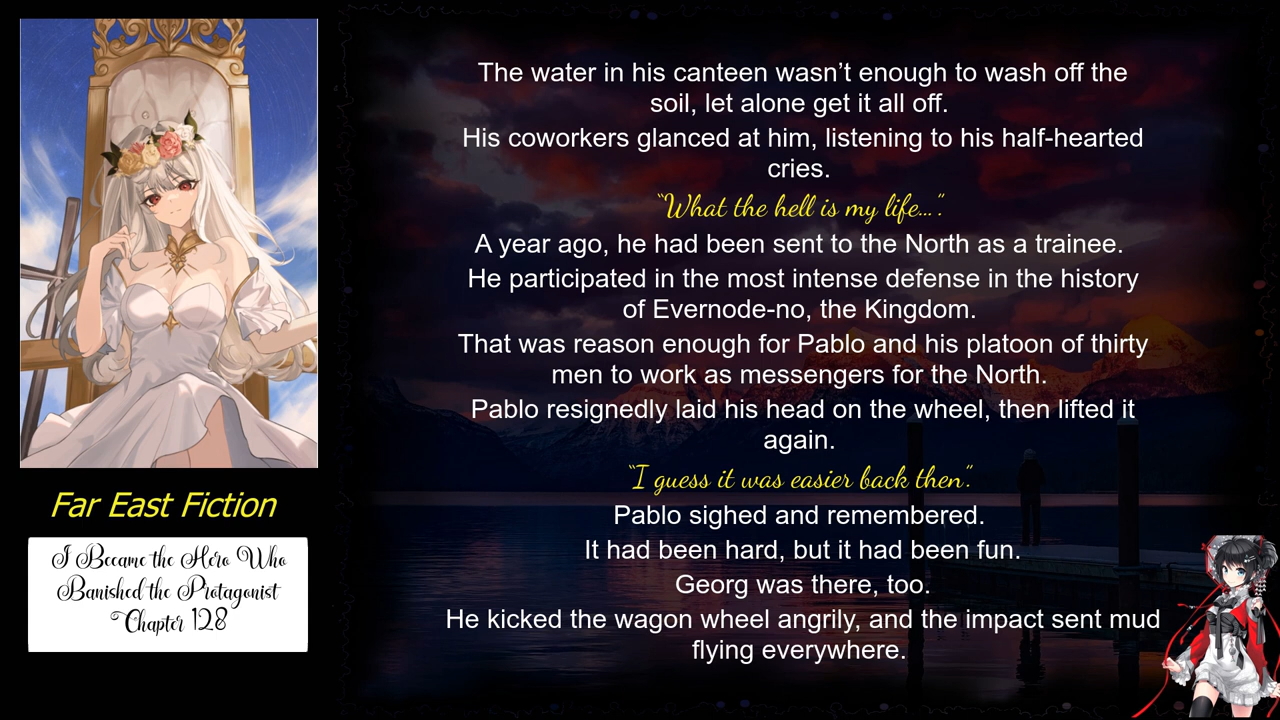 The water in his canteen wasn’t enough to wash off the
soil, let alone get it all off.
His coworkers glanced at him, listening to his half-hearted
cries.
“What the hell is my life…”.
A year ago, he had been sent to the North as a trainee.
He participated in the most intense defense in the history
of Evernode-no, the Kingdom.
That was reason enough for Pablo and his platoon of thirty
men to work as messengers for the North.
Pablo resignedly laid his head on the wheel, then lifted it
again.
“I guess it was easier back then”.
Pablo sighed and remembered.
It had been hard, but it had been fun.
Georg was there, too.
He kicked the wagon wheel angrily, and the impact sent mud
flying everywhere.
Far East Fiction
I Became the Hero Who
Banished the Protagonist
Chapter 128